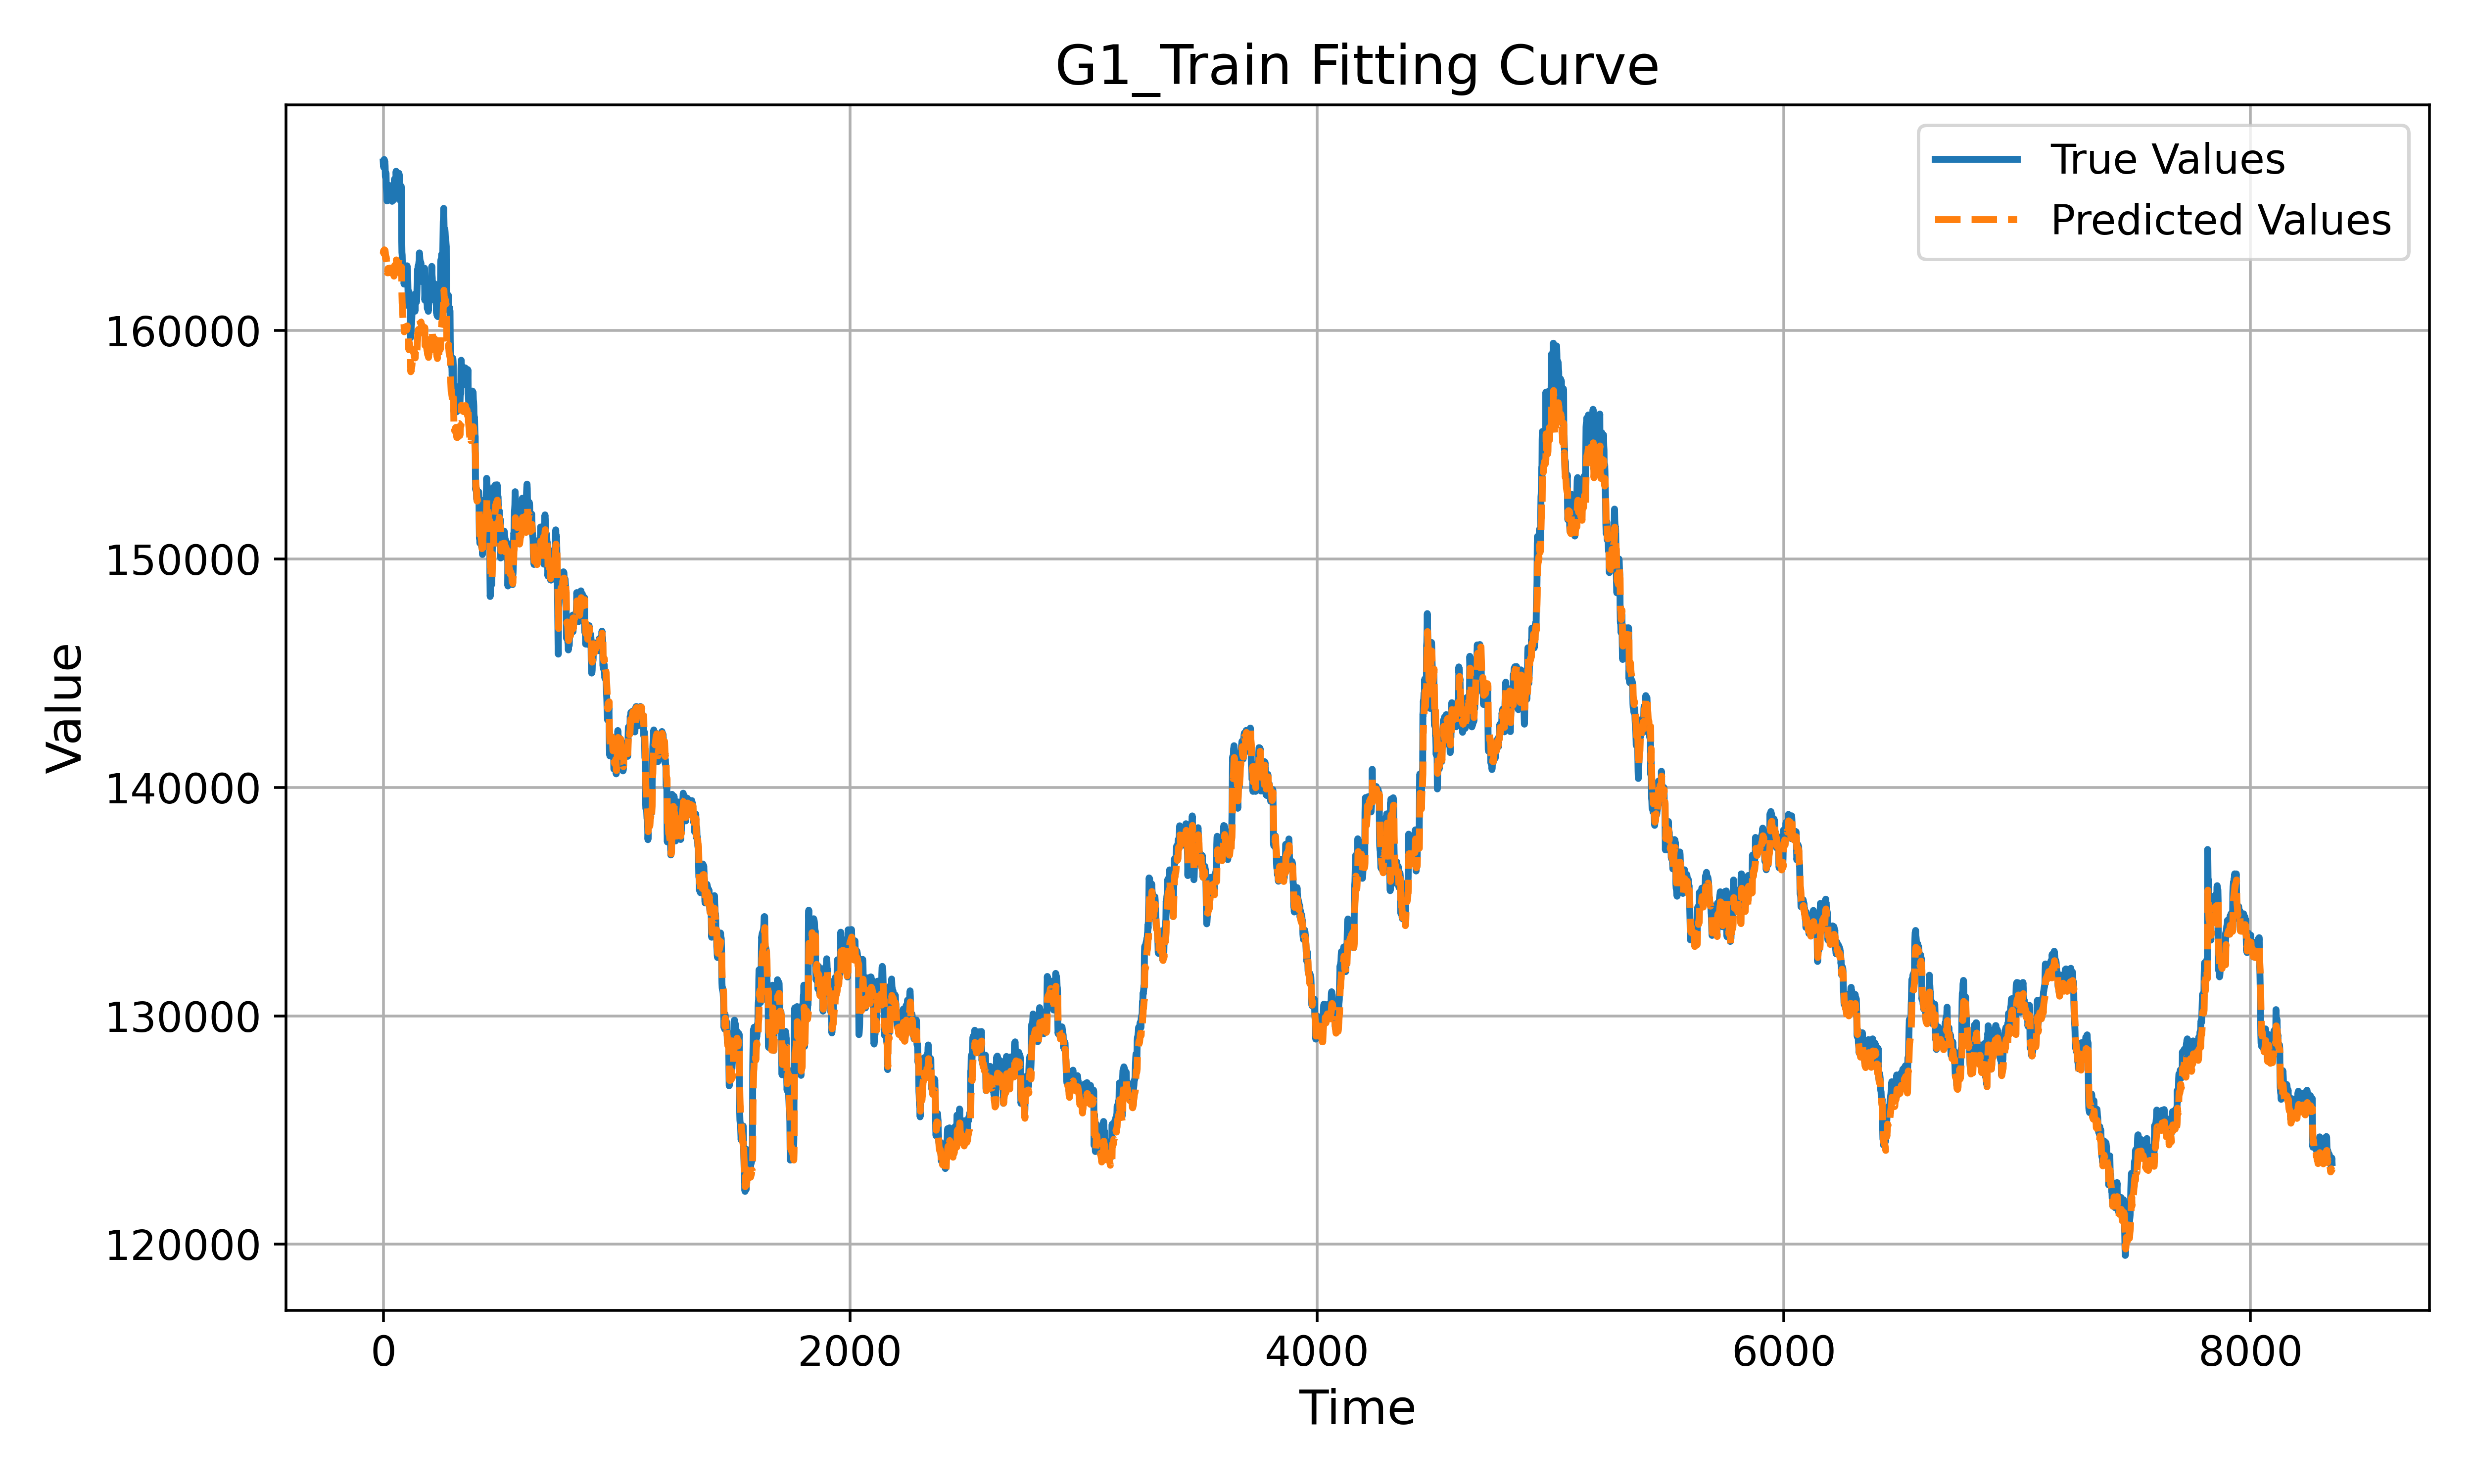 G1_Train Fitting Curve
True Values
Predicted Values
Value
160000
150000
140000
130000
120000
0 2000 4000 6000 8000
Time